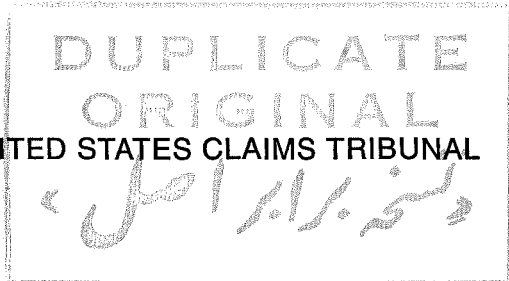 DUPLICATE
ORIGINAL
TED STATES CLAIMS TRIBUNAL
«نسخه برابر اصل»